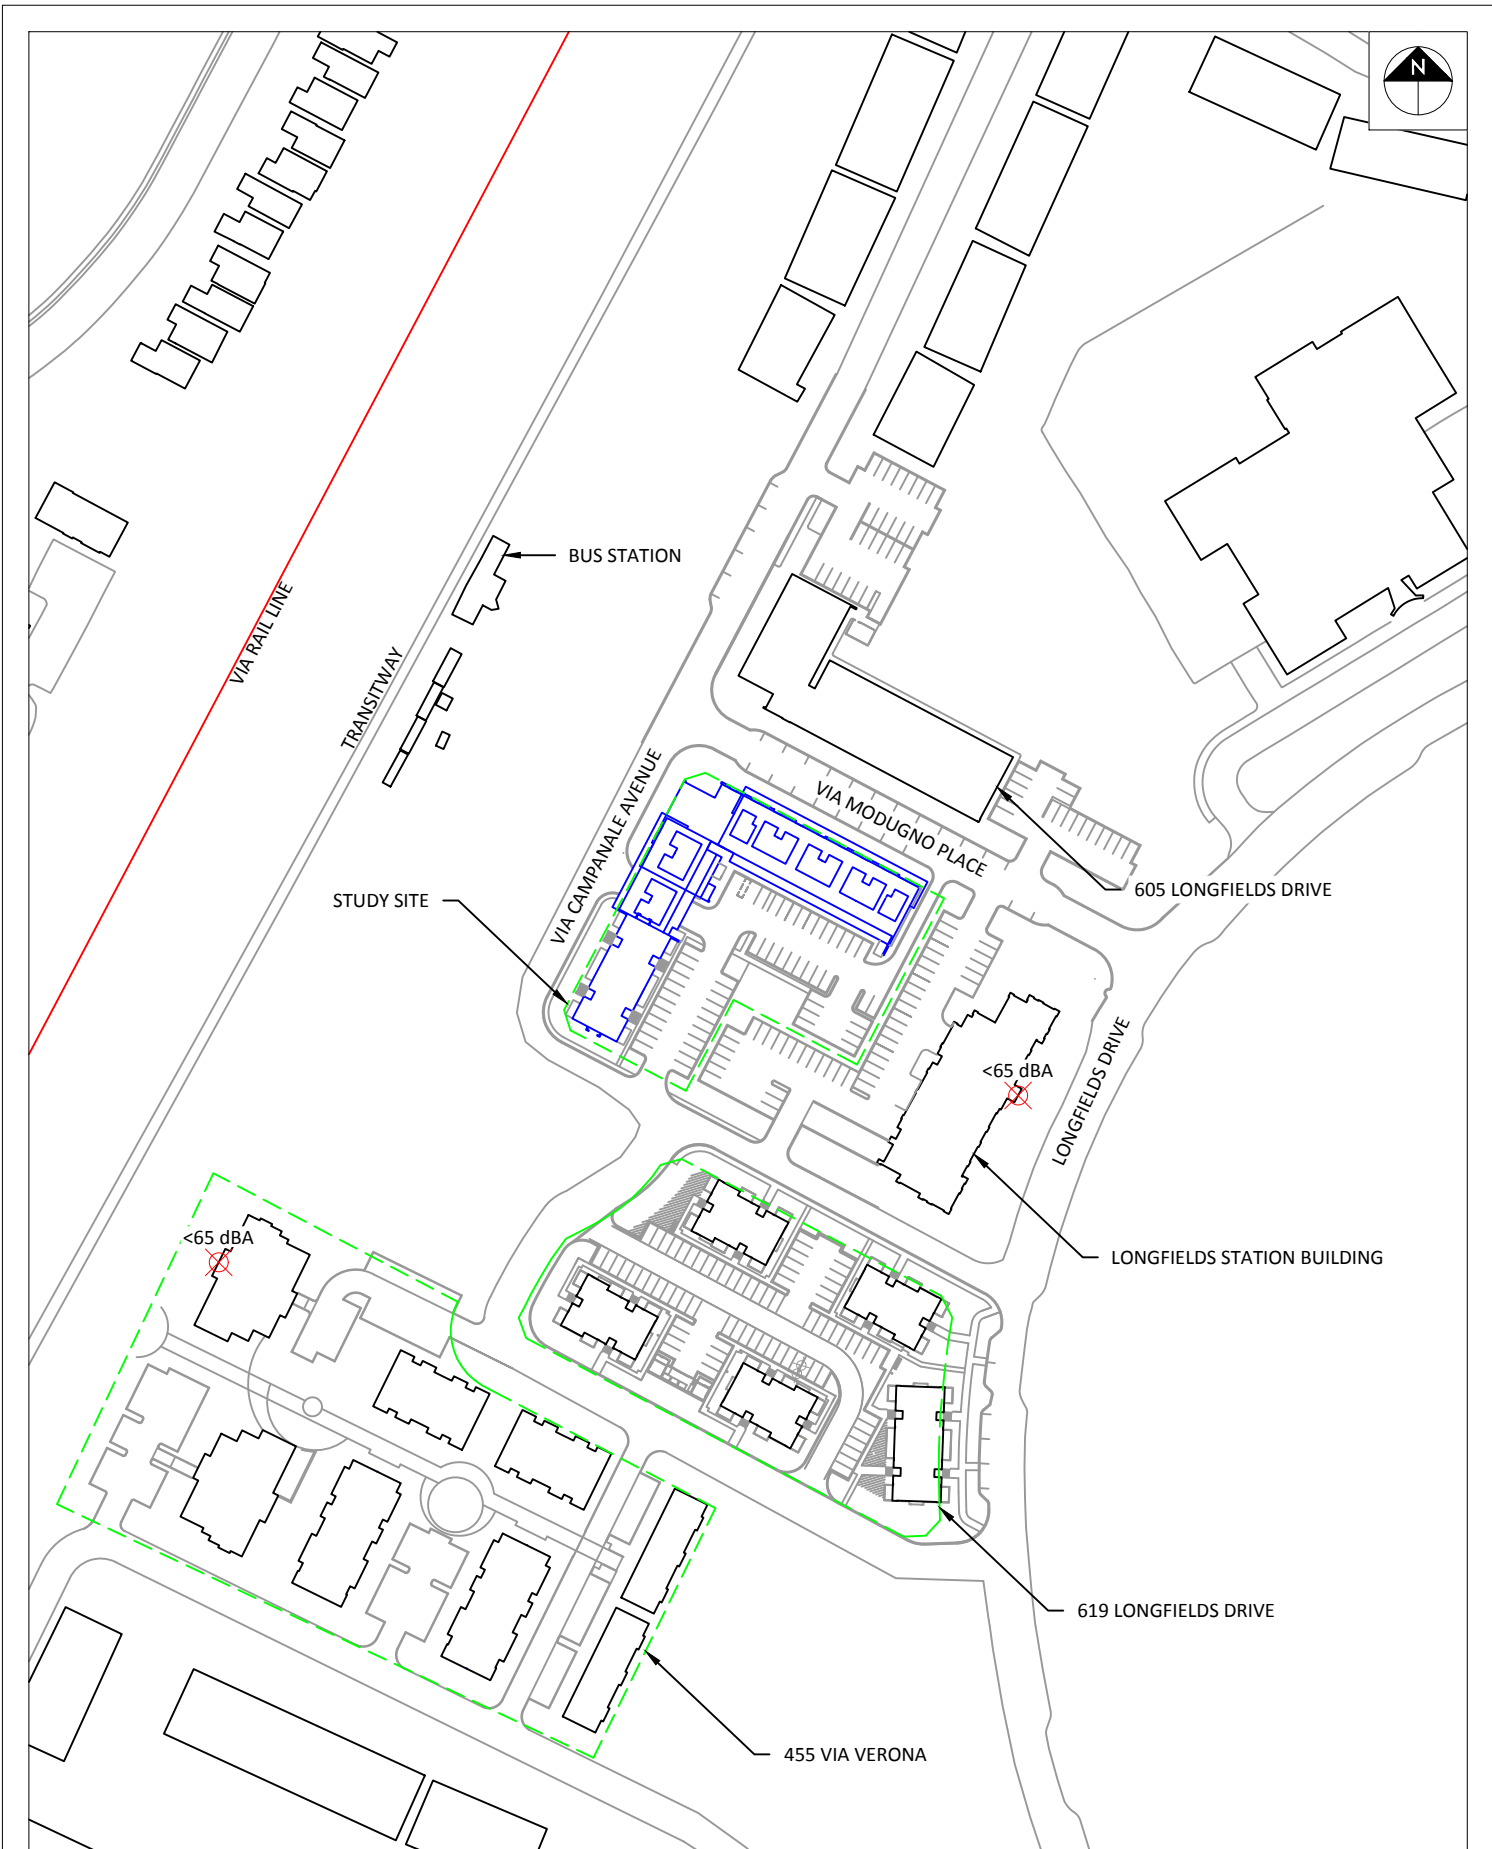 N
BUS STATION
VIA RAIL LINE
TRANSITWAY
VIA CAMPANALE AVENUE
VIA MODUGNO PLACE
605 LONGFIELDS DRIVE
STUDY SITE
<65 dBA
LONGFIELDS DRIVE
<65 dBA
LONGFIELDS STATION BUILDING
619 LONGFIELDS DRIVE
455 VIA VERONA